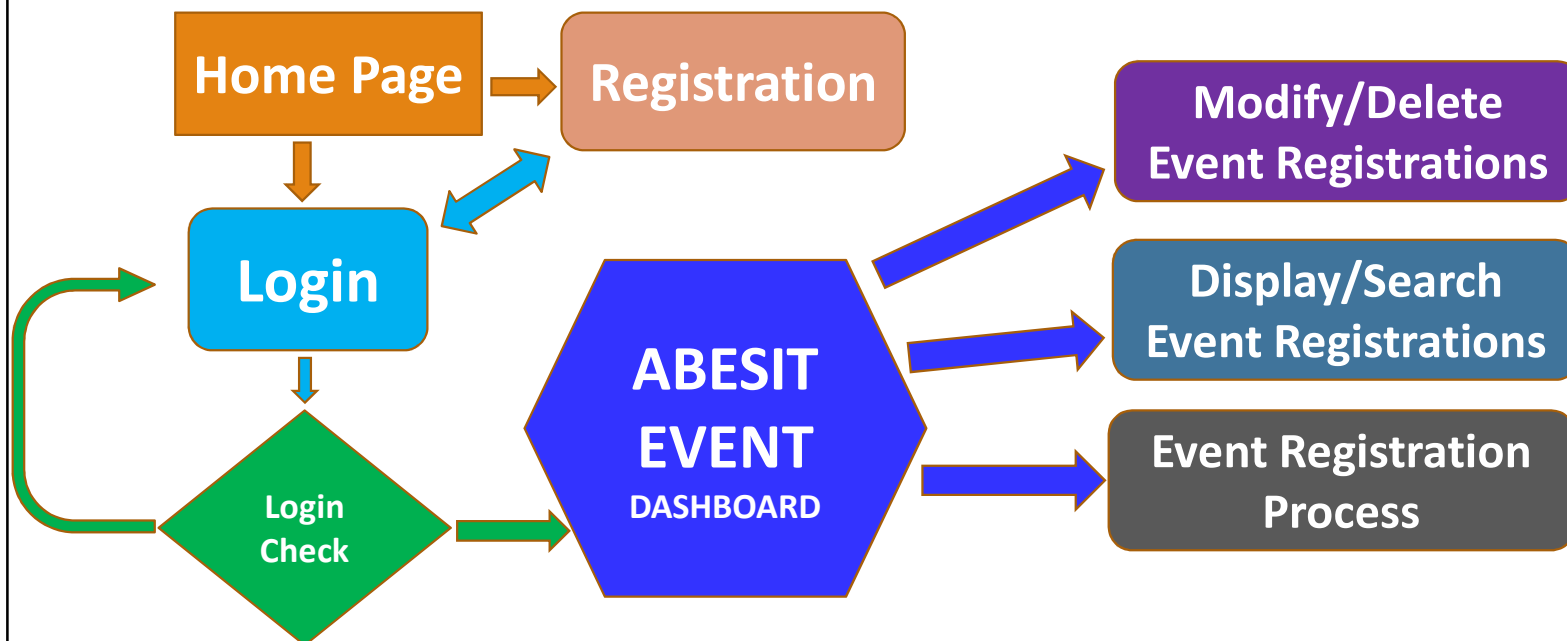 Home Page
Registration
Modify/Delete
Event Registrations
Login
Display/Search
Event Registrations
ABESIT
EVENT
DASHBOARD
Event Registration
Process
Login
Check